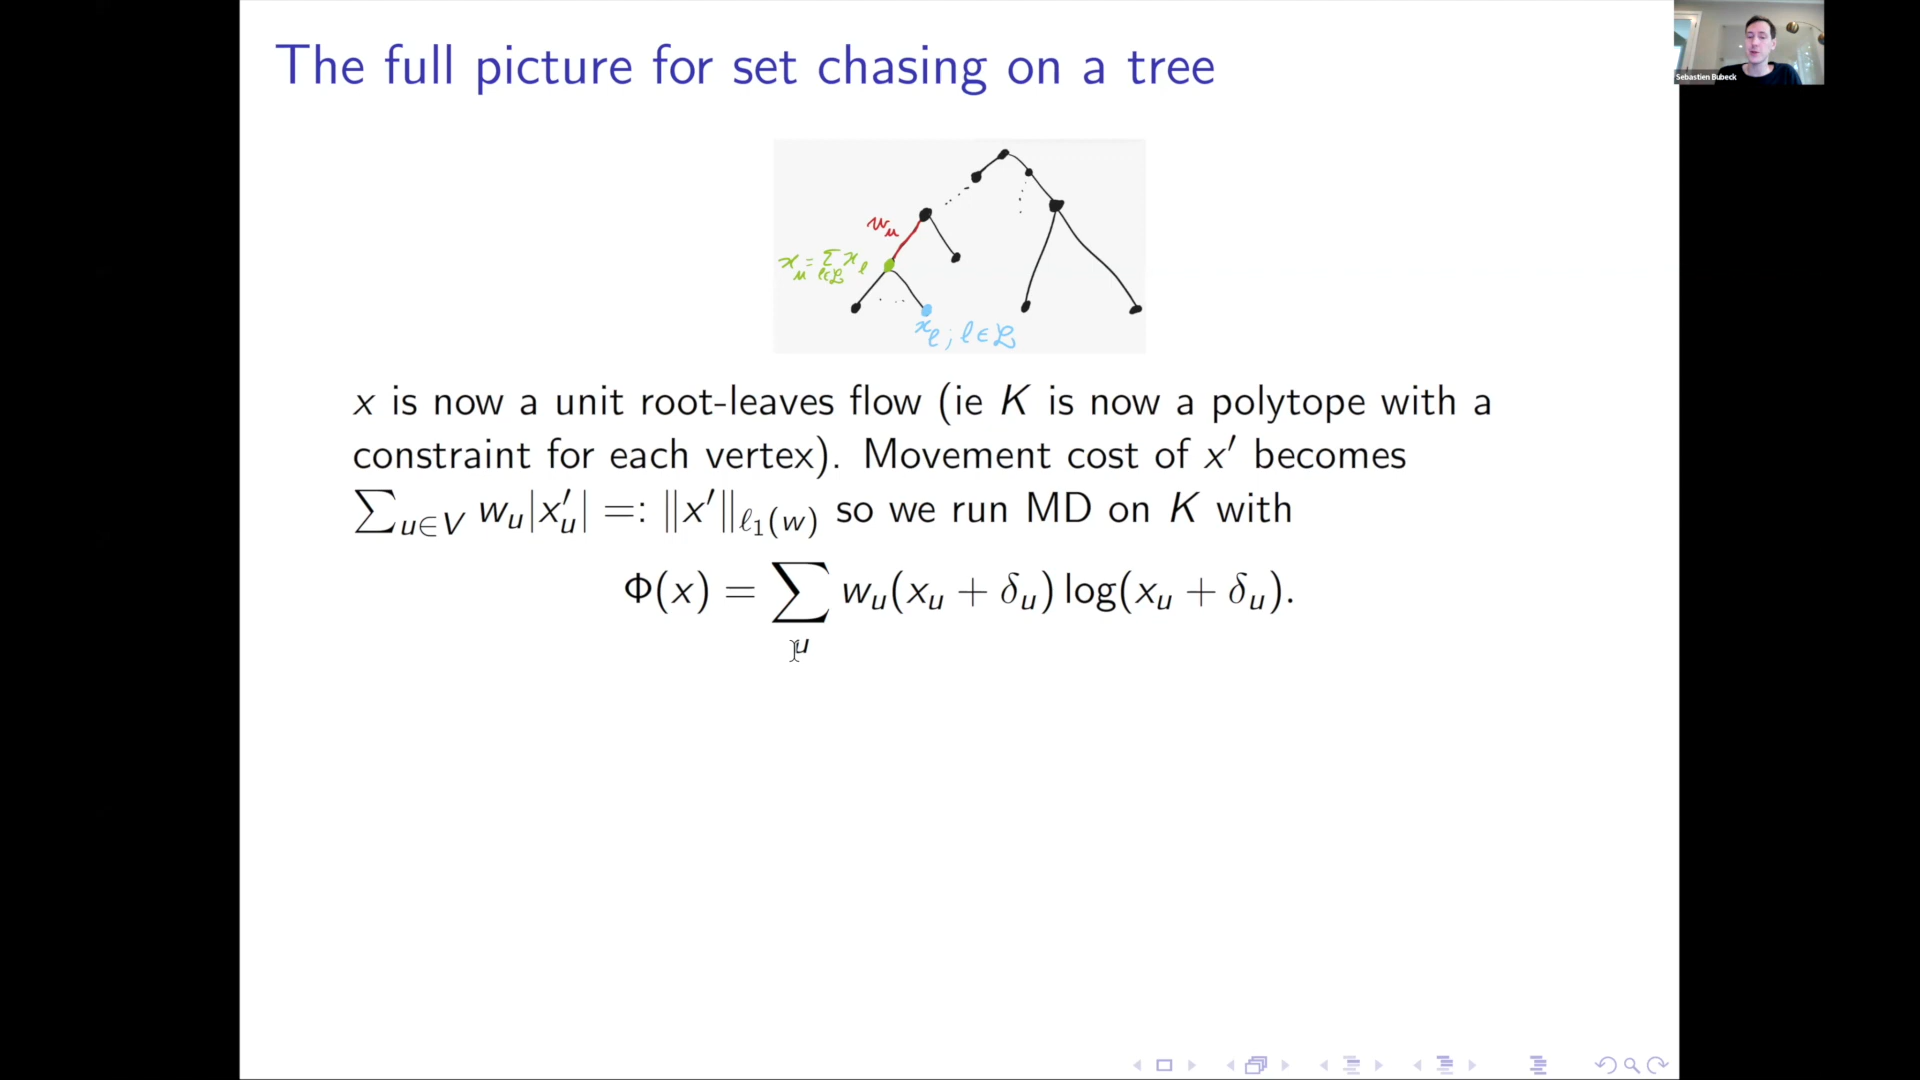 The full picture for set chasing on a tree
Sebastien Bubeck
w_u
x_u = Σ_{ℓ∈ℒ} x_ℓ
x_ℓ ; ℓ ∈ ℒ
x is now a unit root-leaves flow (ie K is now a polytope with a
constraint for each vertex). Movement cost of x′ becomes
∑_{u∈V} w_u|x′_u| =: ‖x′‖_{ℓ₁(w)} so we run MD on K with
Φ(x) = ∑_u w_u(x_u + δ_u) log(x_u + δ_u).